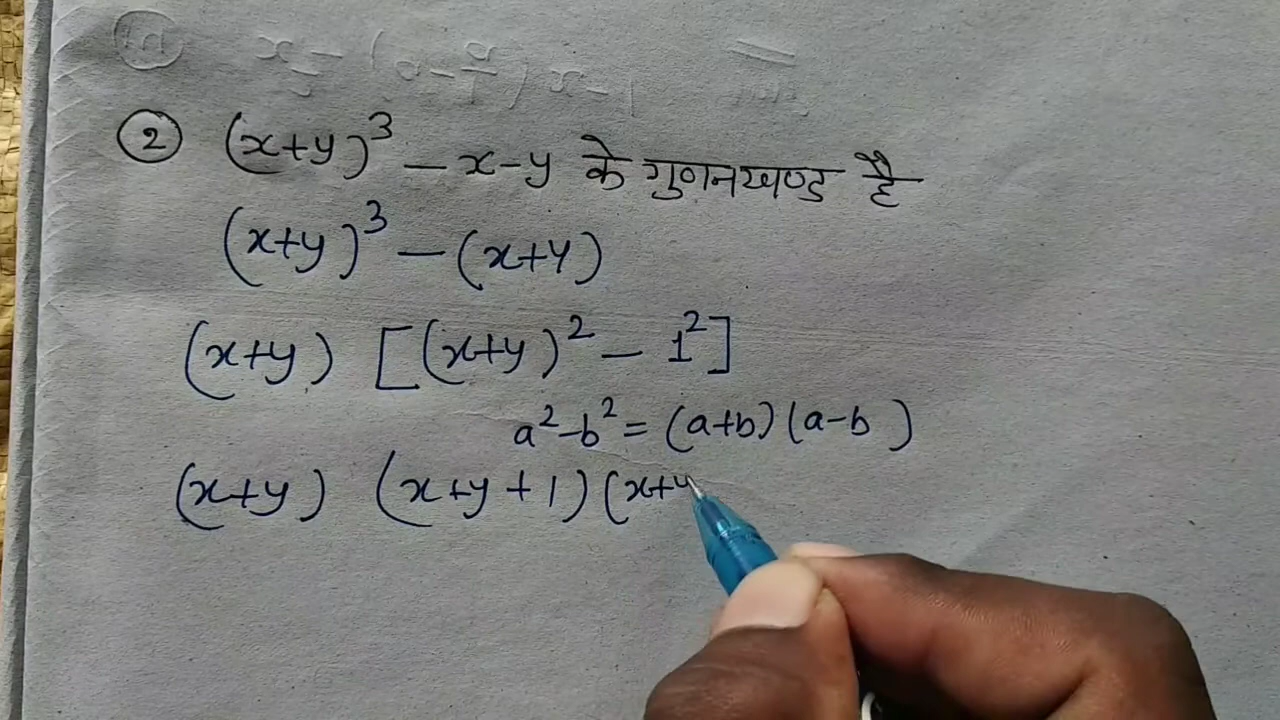 ② (x+y)³ – x–y के गुणनखण्ड है
(x+y)³ – (x+y)
(x+y) [(x+y)² – 1²]
a²–b² = (a+b)(a–b)
(x+y) (x+y+1)(x+y